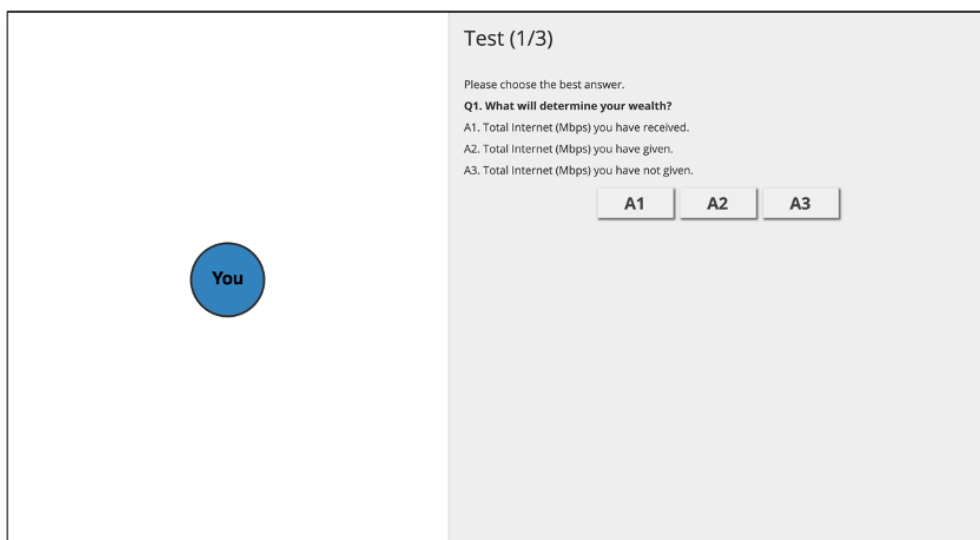 Test (1/3)
Please choose the best answer.
Q1. What will determine your wealth?
A1. Total Internet (Mbps) you have received.
A2. Total Internet (Mbps) you have given.
A3. Total Internet (Mbps) you have not given.
A1 A2 A3
You